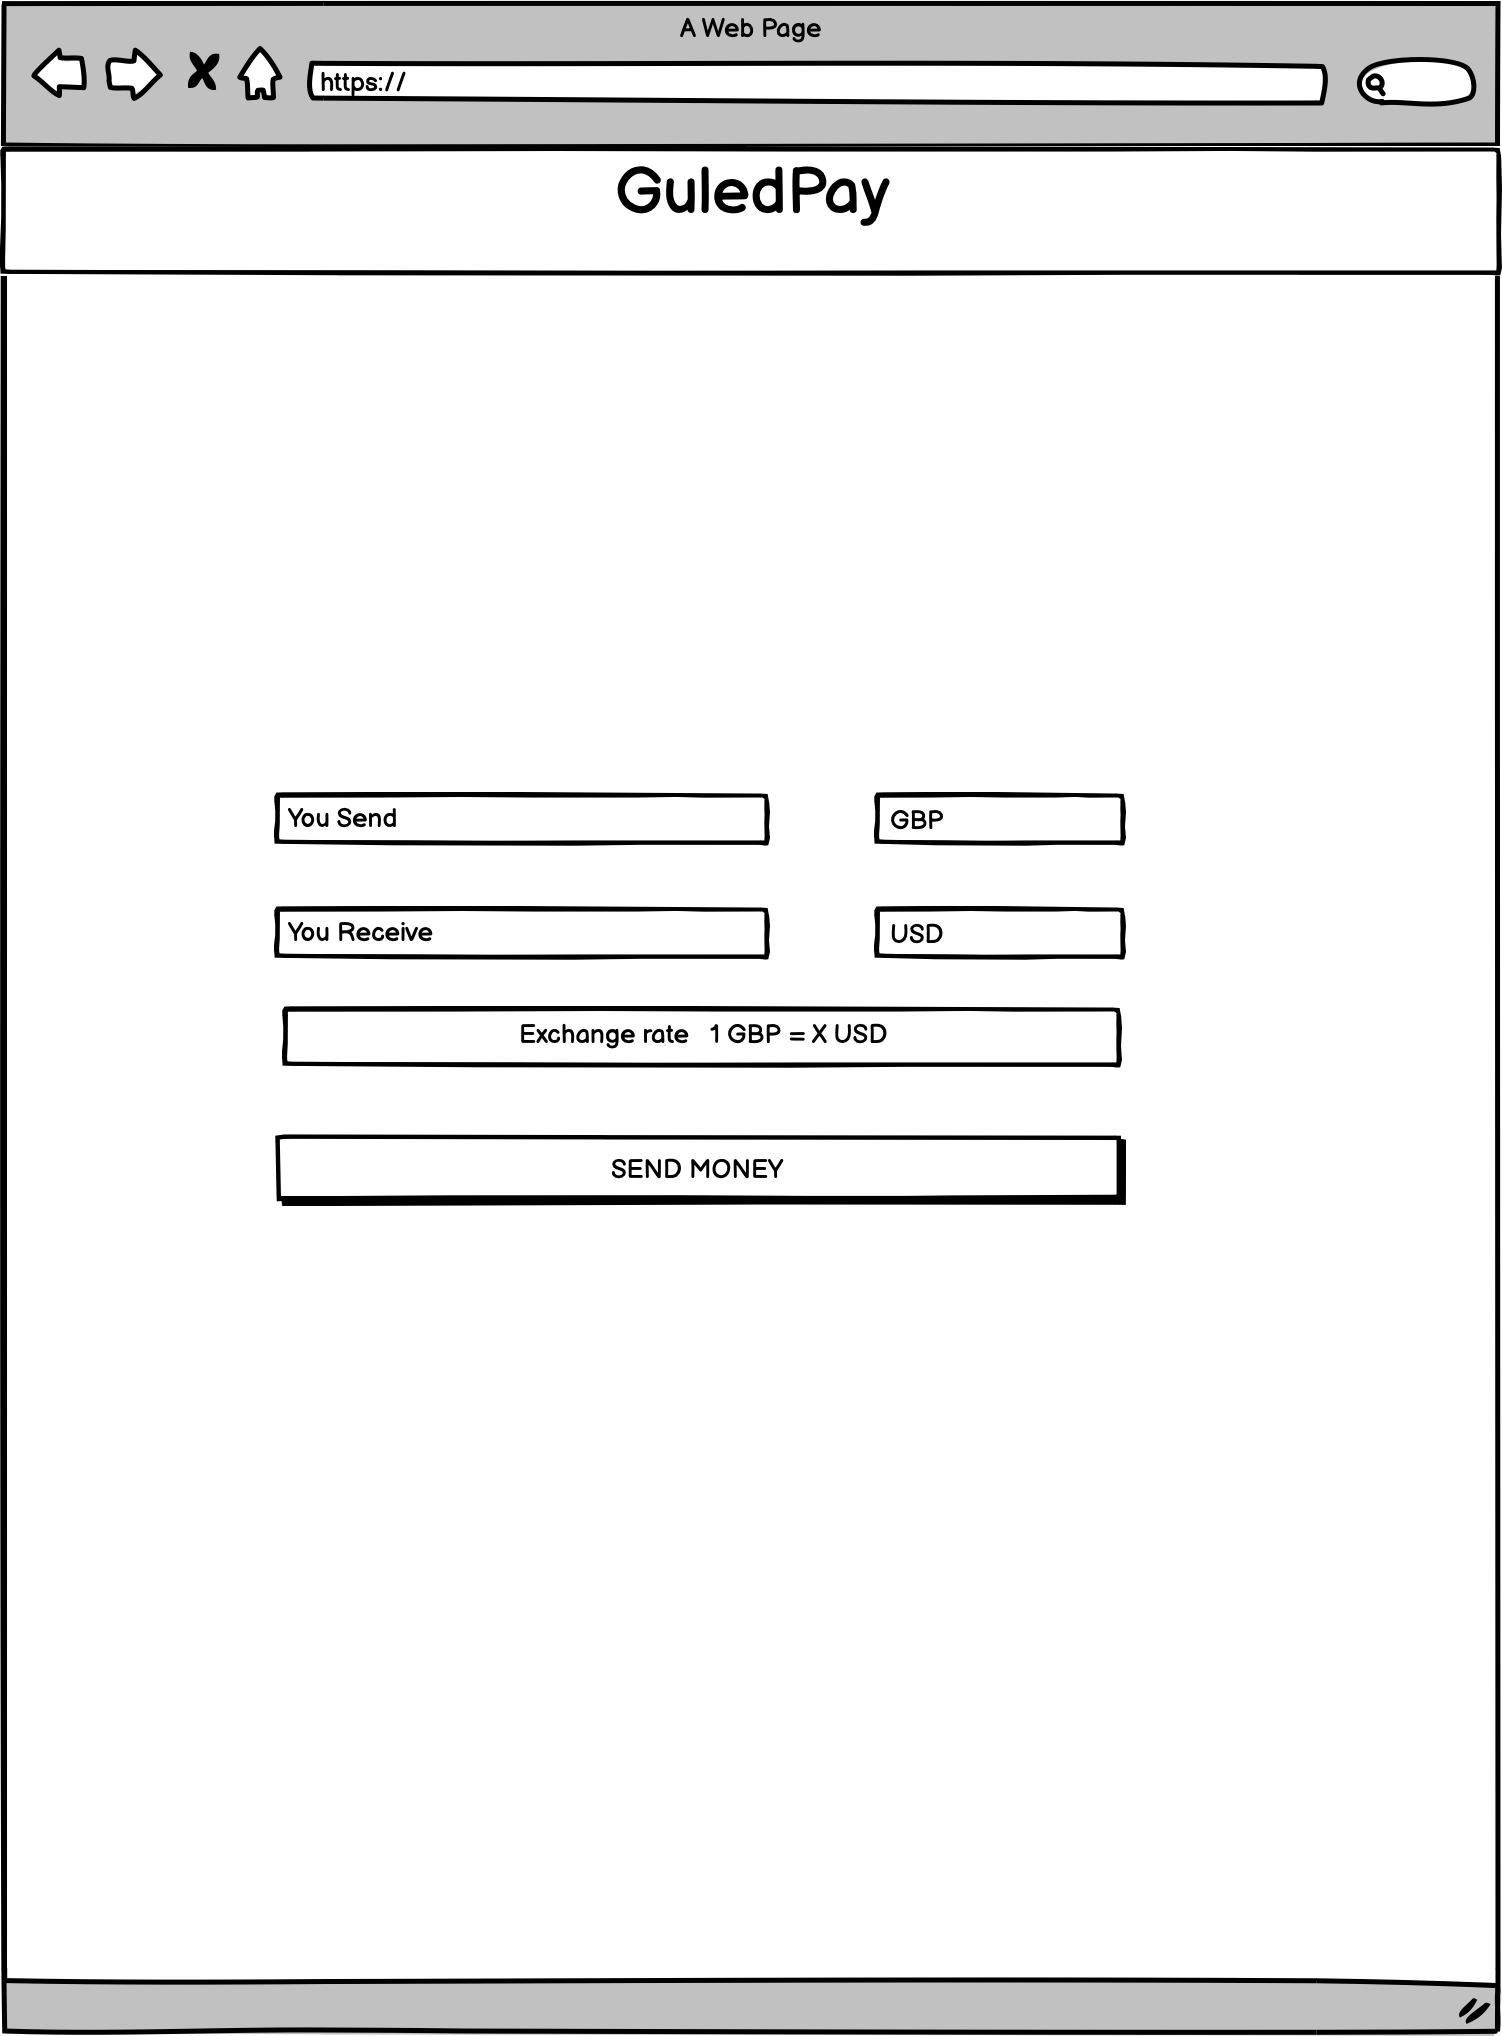 A Web Page
https://
GuledPay
You Send
GBP
You Receive
USD
Exchange rate 1 GBP = X USD
SEND MONEY